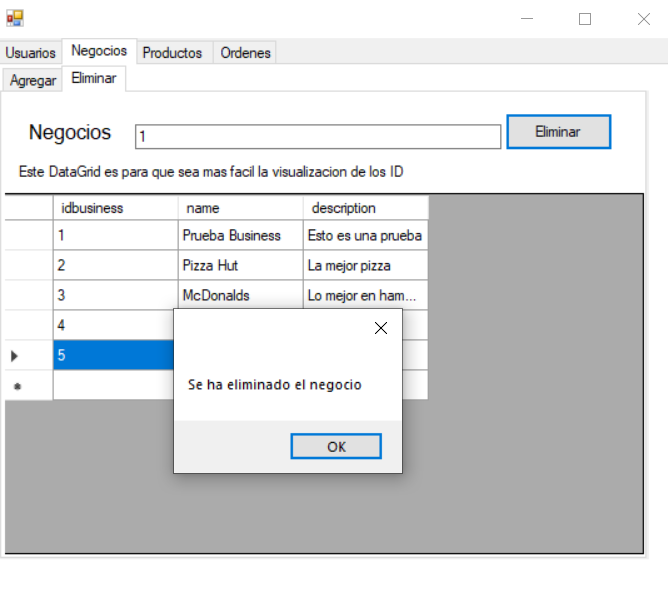 Usuarios Negocios Productos Ordenes
Agregar Eliminar
Negocios 1 Eliminar
Este DataGrid es para que sea mas facil la visualizacion de los ID
idbusiness name description
1 Prueba Business Esto es una prueba
2 Pizza Hut La mejor pizza
3 McDonalds Lo mejor en ham...
4
5
Se ha eliminado el negocio
OK